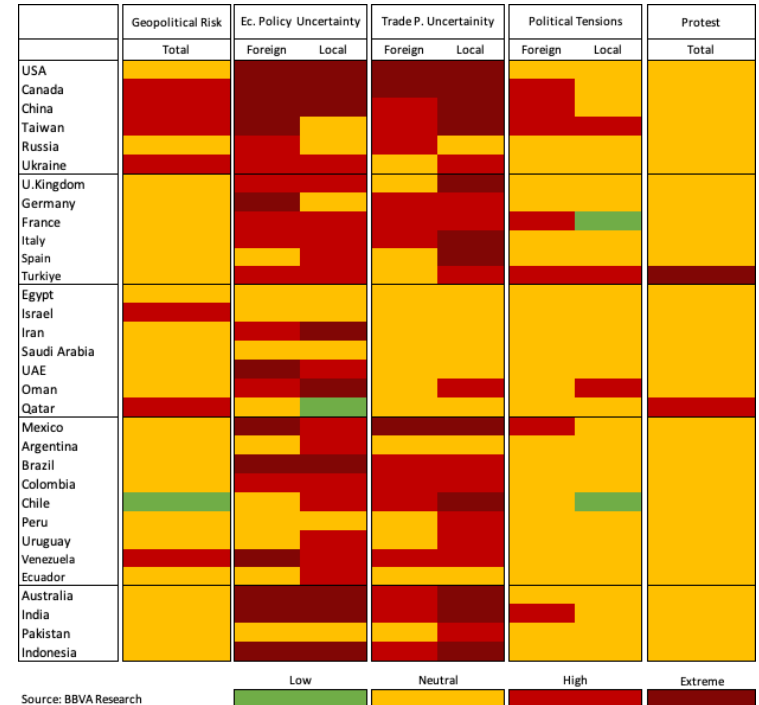 Geopolitical Risk Ec. Policy Uncertainty Trade P. Uncertainity Political Tensions Protest
Total Foreign Local Foreign Local Foreign Local Total
USA
Canada
China
Taiwan
Russia
Ukraine
U.Kingdom
Germany
France
Italy
Spain
Turkiye
Egypt
Israel
Iran
Saudi Arabia
UAE
Oman
Qatar
Mexico
Argentina
Brazil
Colombia
Chile
Peru
Uruguay
Venezuela
Ecuador
Australia
India
Pakistan
Indonesia
Low Neutral High Extreme
Source: BBVA Research